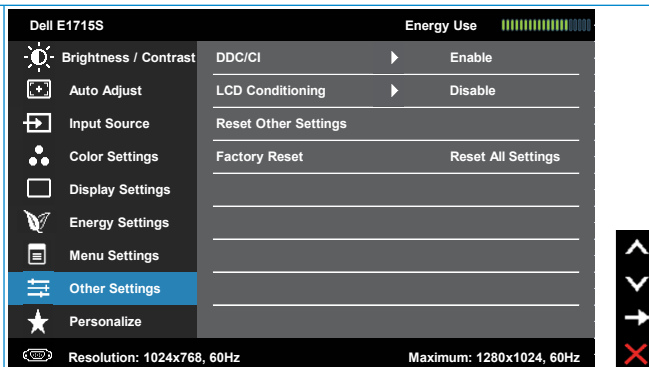 Dell E1715S Energy Use
Brightness / Contrast DDC/CI Enable
Auto Adjust LCD Conditioning Disable
Input Source Reset Other Settings
Color Settings Factory Reset Reset All Settings
Display Settings
Energy Settings
Menu Settings
Other Settings
Personalize
Resolution: 1024x768, 60Hz Maximum: 1280x1024, 60Hz